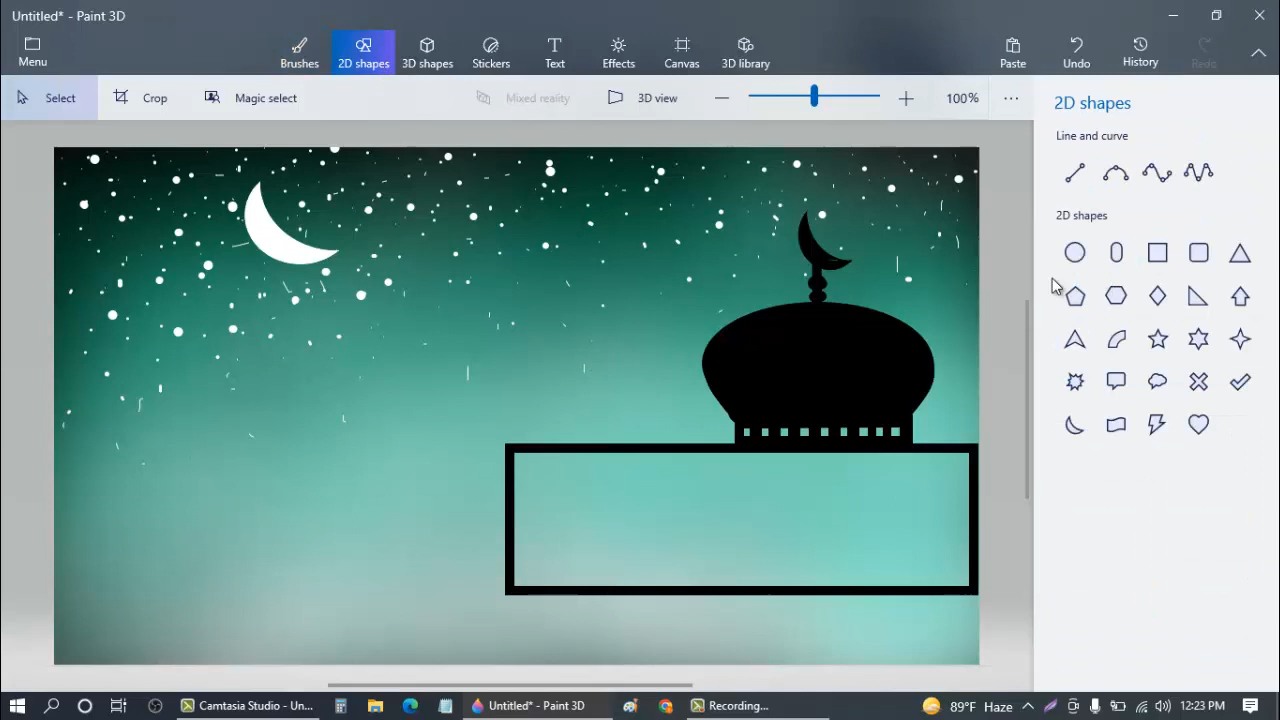 Untitled* - Paint 3D
Menu
Brushes
2D shapes
3D shapes
Stickers
Text
Effects
Canvas
3D library
Paste
Undo
History
Redo
Select
Crop
Magic select
Mixed reality
3D view
100%
2D shapes
Line and curve
2D shapes
Camtasia Studio - Un...
Untitled* - Paint 3D
Recording...
89°F Haze
12:23 PM